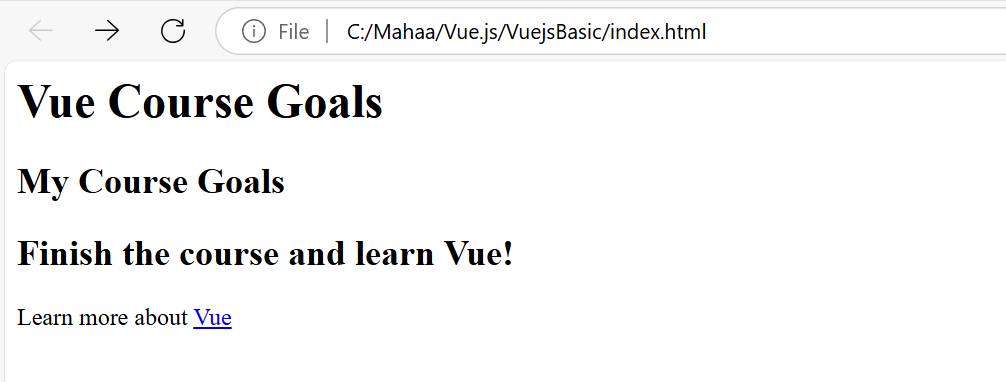 File | C:/Mahaa/Vue.js/VuejsBasic/index.html
Vue Course Goals
My Course Goals
Finish the course and learn Vue!
Learn more about Vue